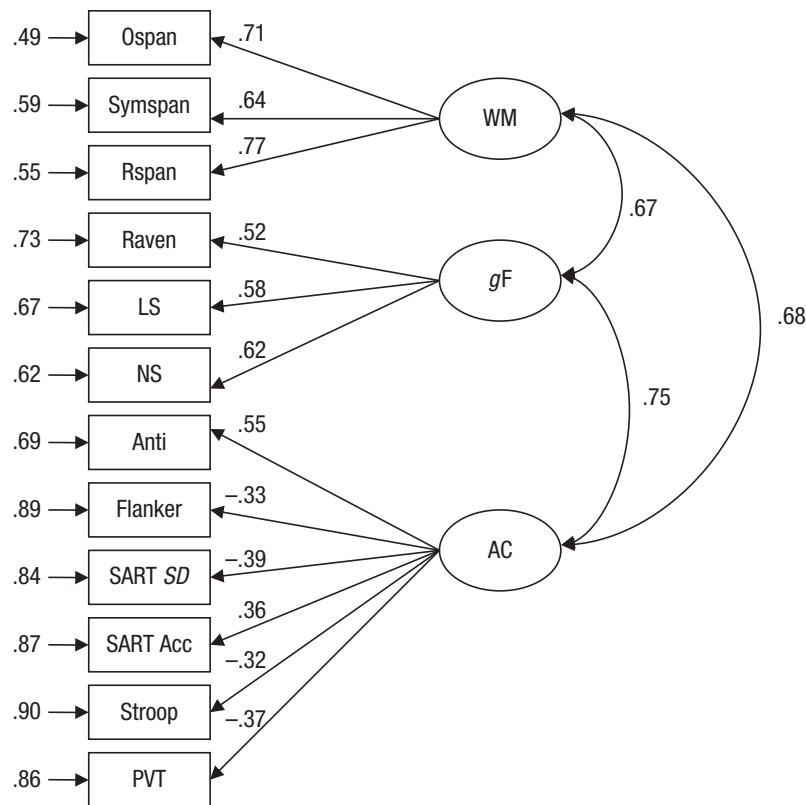 .49 Ospan .71
.59 Symspan .64 WM
.55 Rspan .77
.67
.73 Raven .52
.67 LS .58 gF
.68
.62 NS .62
.75
.69 Anti .55
.89 Flanker –.33
.84 SART SD –.39 AC
.87 SART Acc .36
.90 Stroop –.32
.86 PVT –.37